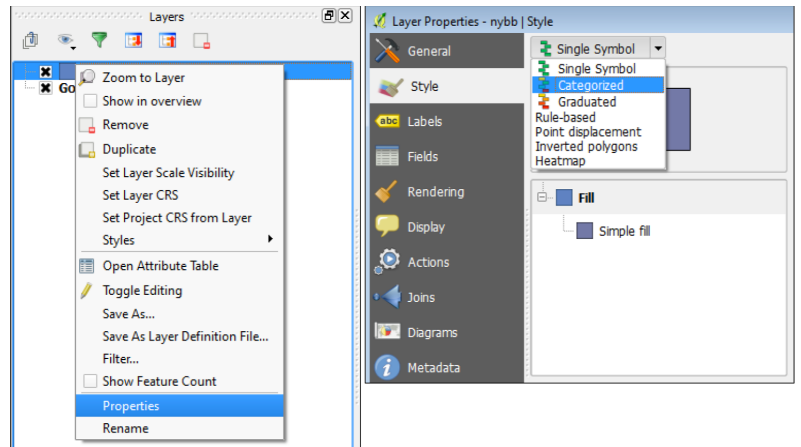 Layers
Go
Zoom to Layer
Show in overview
Remove
Duplicate
Set Layer Scale Visibility
Set Layer CRS
Set Project CRS from Layer
Styles
Open Attribute Table
Toggle Editing
Save As...
Save As Layer Definition File...
Filter...
Show Feature Count
Properties
Rename
Layer Properties - nybb | Style
General
Style
abc Labels
Fields
Rendering
Display
Actions
Joins
Diagrams
i Metadata
Single Symbol
Single Symbol
Categorized
Graduated
Rule-based
Point displacement
Inverted polygons
Heatmap
Fill
Simple fill